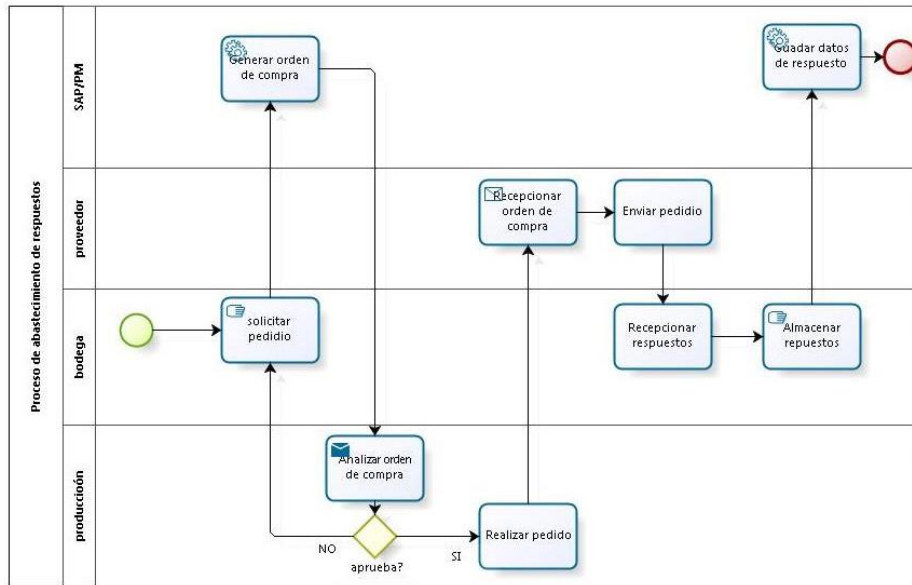 Proceso de abastecimiento de respuestos
SAP/PM
Generar orden
de compra
Guadar datos
de respuesto
proveedor
Recepcionar
orden de
compra
Enviar pedidio
bodega
solicitar
pedidio
Recepcionar
respuestos
Almacenar
repuestos
produccioón
Analizar orden
de compra
NO
aprueba?
SI
Realizar pedido